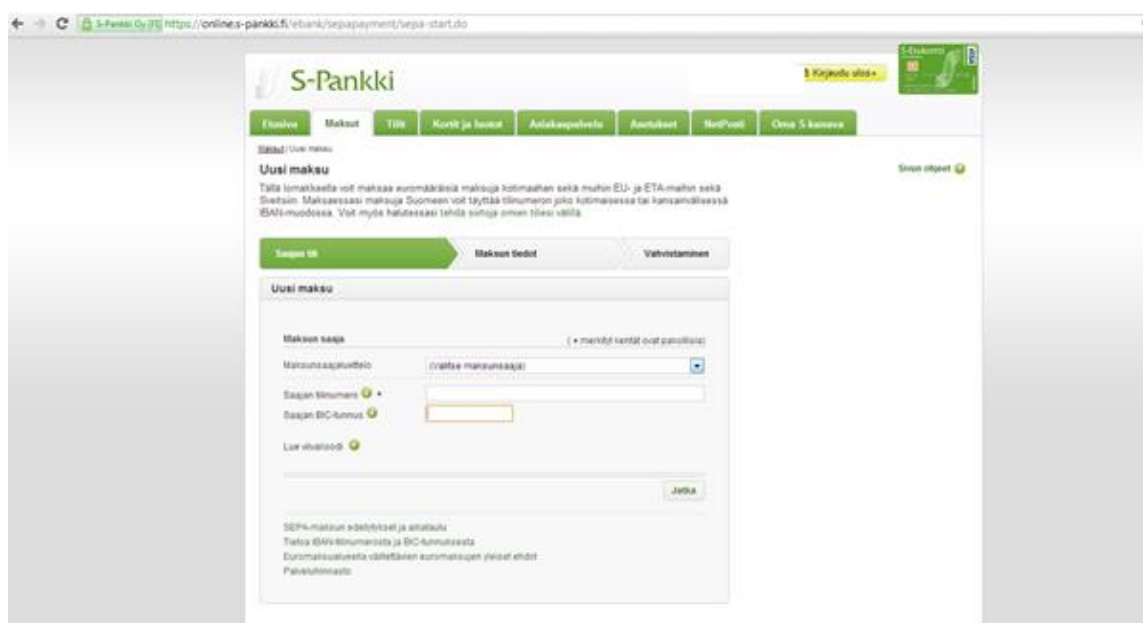 S-Pankki Oy [FI] https://online.s-pankki.fi/ebank/sepapayment/sepa-start.do
S-Pankki
Kirjaudu ulos
S-Etukortti
Etusivu Maksut Tilit Kortit ja luotot Asiakaspalvelu Asetukset NetPosti Oma S-kanava
Maksut / Uusi maksu
Uusi maksu
Sivun ohjeet
Tällä lomakkeella voit maksaa euromääräisiä maksuja kotimaahan sekä muihin EU- ja ETA-maihin sekä
Sveitsiin. Maksaessasi maksuja Suomeen voit täyttää tilinumeron joko kotimaisessa tai kansainvälisessä
IBAN-muodossa. Voit myös halutessasi tehdä siirtoja omien tiliesi välillä.
Saajan tili Maksun tiedot Vahvistaminen
Uusi maksu
Maksun saaja
( • merkityt kentät ovat pakollisia)
Maksunsaajaluettelo (Valitse maksunsaaja)
Saajan tilinumero •
Saajan BIC-tunnus
Lue viivakoodi
Jatka
SEPA-maksun edellytykset ja aikataulu
Tietoa IBAN-tilinumerosta ja BIC-tunnuksesta
Euromaksualueella välitettävien euromaksujen yleiset ehdot
Palveluhinnasto